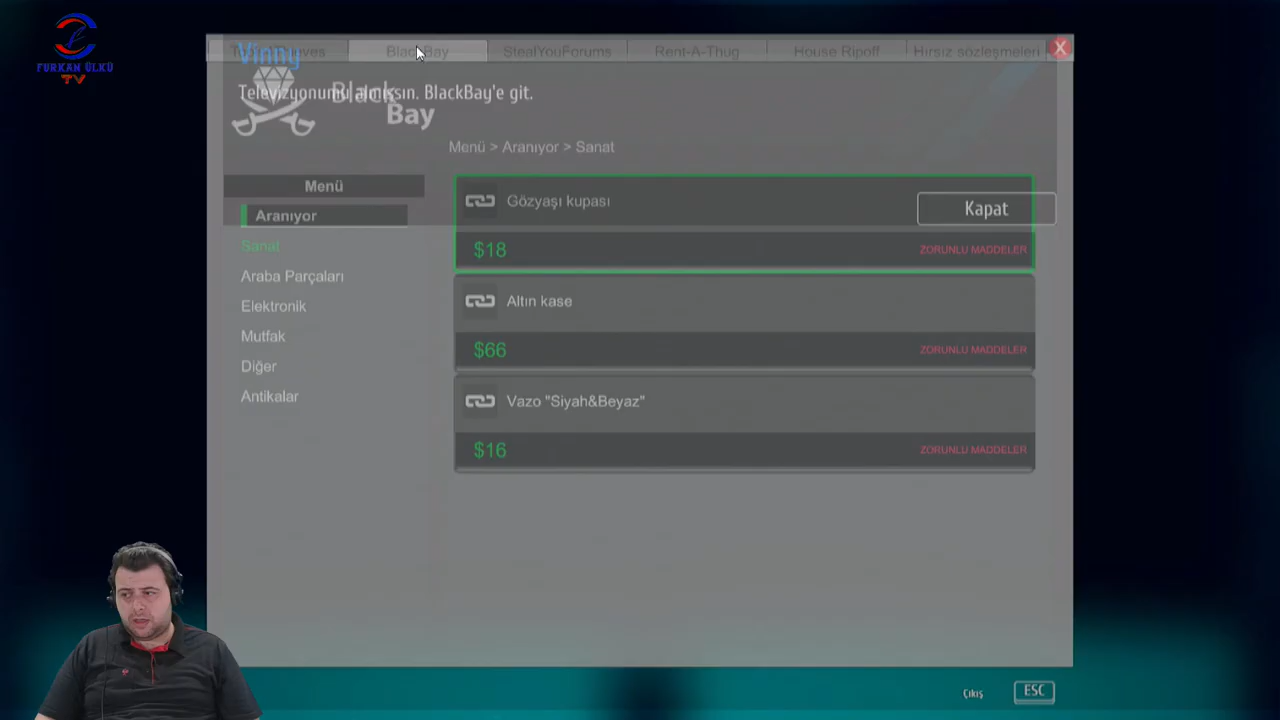 FURKAN ÜLKÜ
TV
BlackBay
StealYouForums
Rent-A-Thug
House Ripoff
Hırsız sözleşmeleri
X
Vinny
Televizyonumu almışsın. BlackBay'e git.
Black
Bay
Menü > Aranıyor > Sanat
Menü
Aranıyor
Sanat
Araba Parçaları
Elektronik
Mutfak
Diğer
Antikalar
Gözyaşı kupası
Kapat
$18
ZORUNLU MADDELER
Altın kase
$66
ZORUNLU MADDELER
Vazo "Siyah&Beyaz"
$16
ZORUNLU MADDELER
Çıkış
ESC